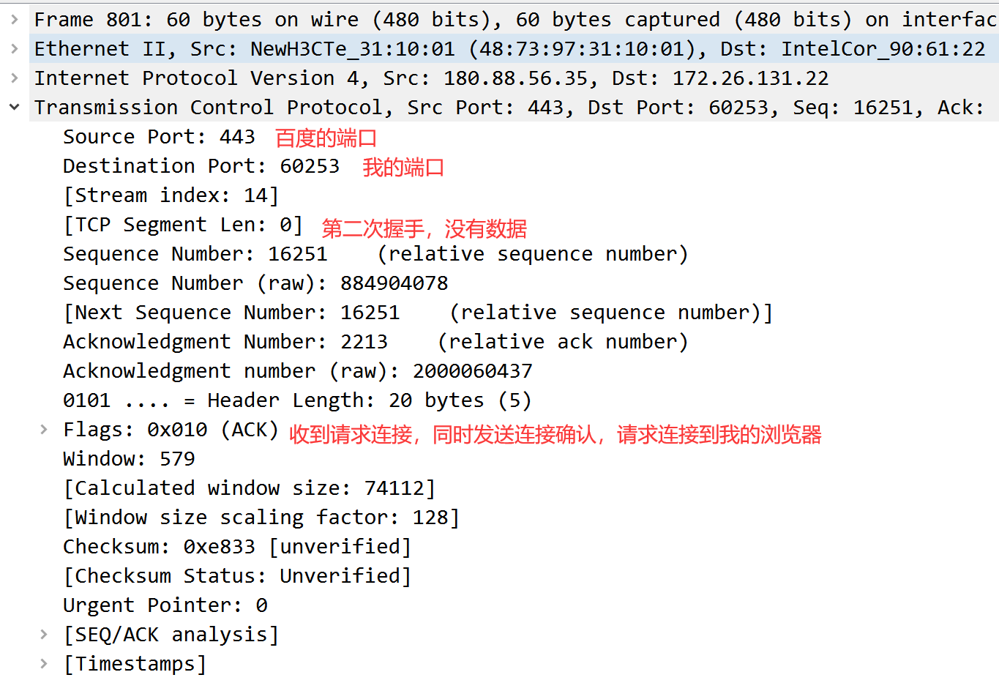 Frame 801: 60 bytes on wire (480 bits), 60 bytes captured (480 bits) on interfac
Ethernet II, Src: NewH3CTe_31:10:01 (48:73:97:31:10:01), Dst: IntelCor_90:61:22
Internet Protocol Version 4, Src: 180.88.56.35, Dst: 172.26.131.22
Transmission Control Protocol, Src Port: 443, Dst Port: 60253, Seq: 16251, Ack:
Source Port: 443 百度的端口
Destination Port: 60253 我的端口
[Stream index: 14]
[TCP Segment Len: 0] 第二次握手，没有数据
Sequence Number: 16251 (relative sequence number)
Sequence Number (raw): 884904078
[Next Sequence Number: 16251 (relative sequence number)]
Acknowledgment Number: 2213 (relative ack number)
Acknowledgment number (raw): 2000060437
0101 .... = Header Length: 20 bytes (5)
Flags: 0x010 (ACK) 收到请求连接，同时发送连接确认，请求连接到我的浏览器
Window: 579
[Calculated window size: 74112]
[Window size scaling factor: 128]
Checksum: 0xe833 [unverified]
[Checksum Status: Unverified]
Urgent Pointer: 0
[SEQ/ACK analysis]
[Timestamps]